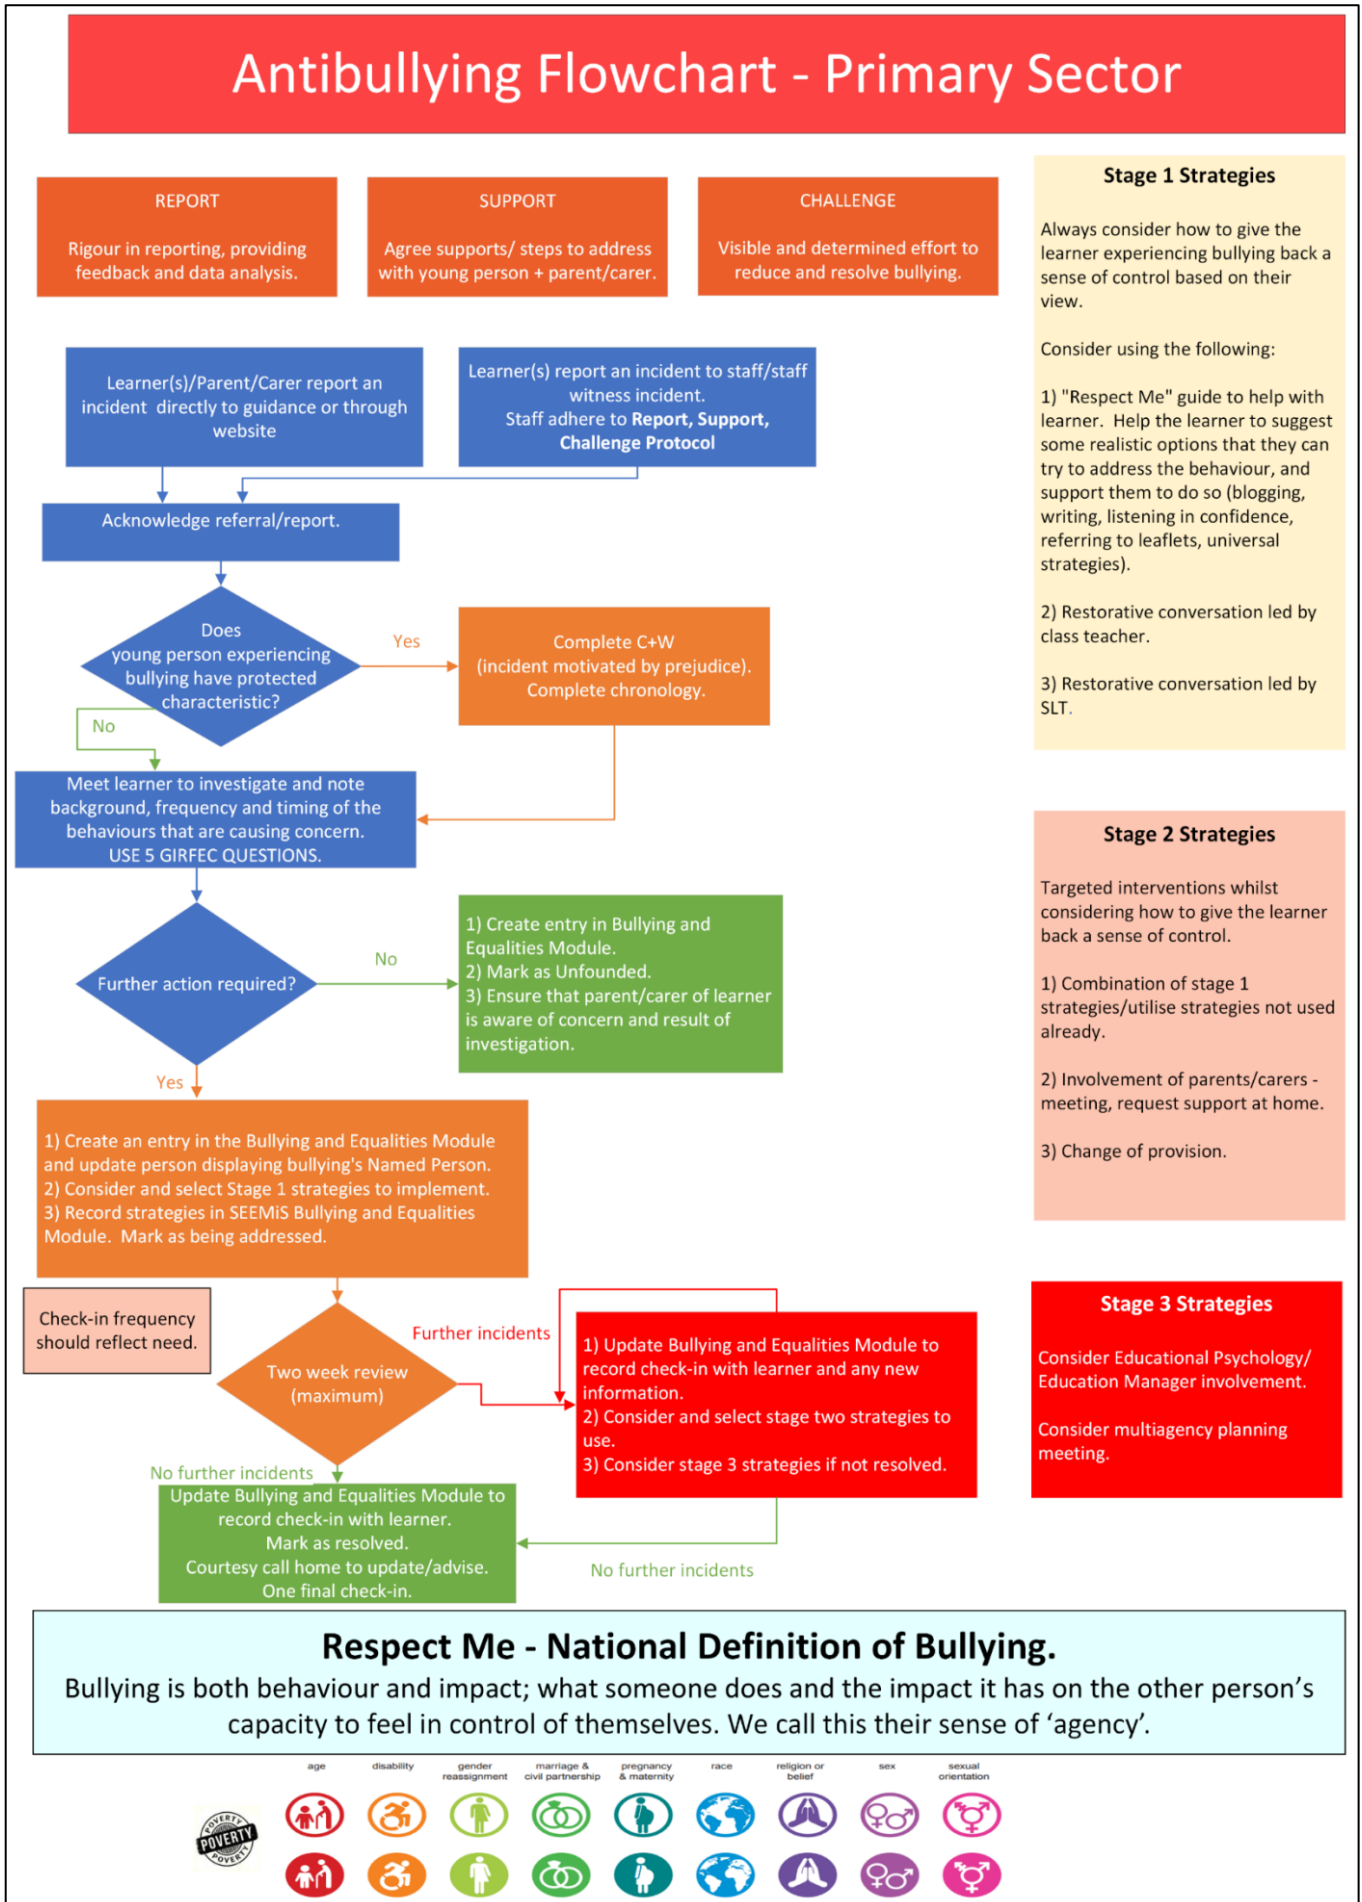 Antibullying Flowchart - Primary Sector
REPORT
Rigour in reporting, providing
feedback and data analysis.
SUPPORT
Agree supports/ steps to address
with young person + parent/carer.
CHALLENGE
Visible and determined effort to
reduce and resolve bullying.
Learner(s)/Parent/Carer report an
incident directly to guidance or through
website
Learner(s) report an incident to staff/staff
witness incident.
Staff adhere to Report, Support,
Challenge Protocol
Acknowledge referral/report.
Does
young person experiencing
bullying have protected
characteristic?
Yes
Complete C+W
(incident motivated by prejudice).
Complete chronology.
No
Meet learner to investigate and note
background, frequency and timing of the
behaviours that are causing concern.
USE 5 GIRFEC QUESTIONS.
Further action required?
No
1) Create entry in Bullying and
Equalities Module.
2) Mark as Unfounded.
3) Ensure that parent/carer of learner
is aware of concern and result of
investigation.
Yes
1) Create an entry in the Bullying and Equalities Module
and update person displaying bullying's Named Person.
2) Consider and select Stage 1 strategies to implement.
3) Record strategies in SEEMiS Bullying and Equalities
Module. Mark as being addressed.
Check-in frequency
should reflect need.
Two week review
(maximum)
Further incidents
1) Update Bullying and Equalities Module to
record check-in with learner and any new
information.
2) Consider and select stage two strategies to
use.
3) Consider stage 3 strategies if not resolved.
No further incidents
Update Bullying and Equalities Module to
record check-in with learner.
Mark as resolved.
Courtesy call home to update/advise.
One final check-in.
No further incidents
Stage 1 Strategies
Always consider how to give the
learner experiencing bullying back a
sense of control based on their
view.
Consider using the following:
1) "Respect Me" guide to help with
learner. Help the learner to suggest
some realistic options that they can
try to address the behaviour, and
support them to do so (blogging,
writing, listening in confidence,
referring to leaflets, universal
strategies).
2) Restorative conversation led by
class teacher.
3) Restorative conversation led by
SLT.
Stage 2 Strategies
Targeted interventions whilst
considering how to give the learner
back a sense of control.
1) Combination of stage 1
strategies/utilise strategies not used
already.
2) Involvement of parents/carers -
meeting, request support at home.
3) Change of provision.
Stage 3 Strategies
Consider Educational Psychology/
Education Manager involvement.
Consider multiagency planning
meeting.
Respect Me - National Definition of Bullying.
Bullying is both behaviour and impact; what someone does and the impact it has on the other person’s
capacity to feel in control of themselves. We call this their sense of ‘agency’.
age
disability
gender
reassignment
marriage &
civil partnership
pregnancy
& maternity
race
religion or
belief
sex
sexual
orientation
POVERTY
POVERTY
POVERTY